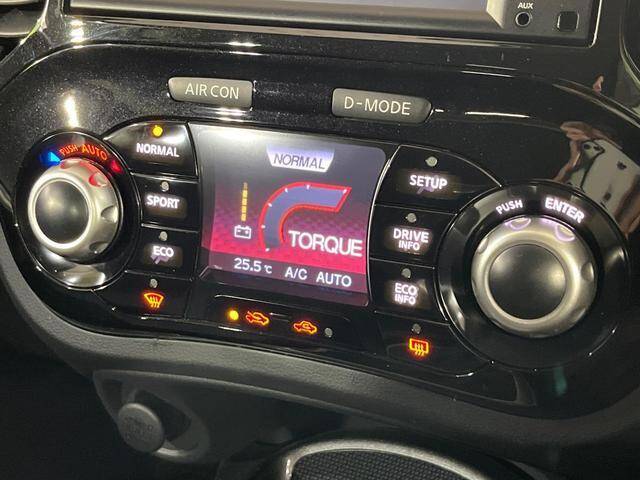 AUX
AIR CON
D-MODE
PUSH AUTO
NORMAL
NORMAL
SETUP
PUSH ENTER
SPORT
DRIVE
INFO
TORQUE
ECO
ECO
INFO
25.5℃ A/C AUTO